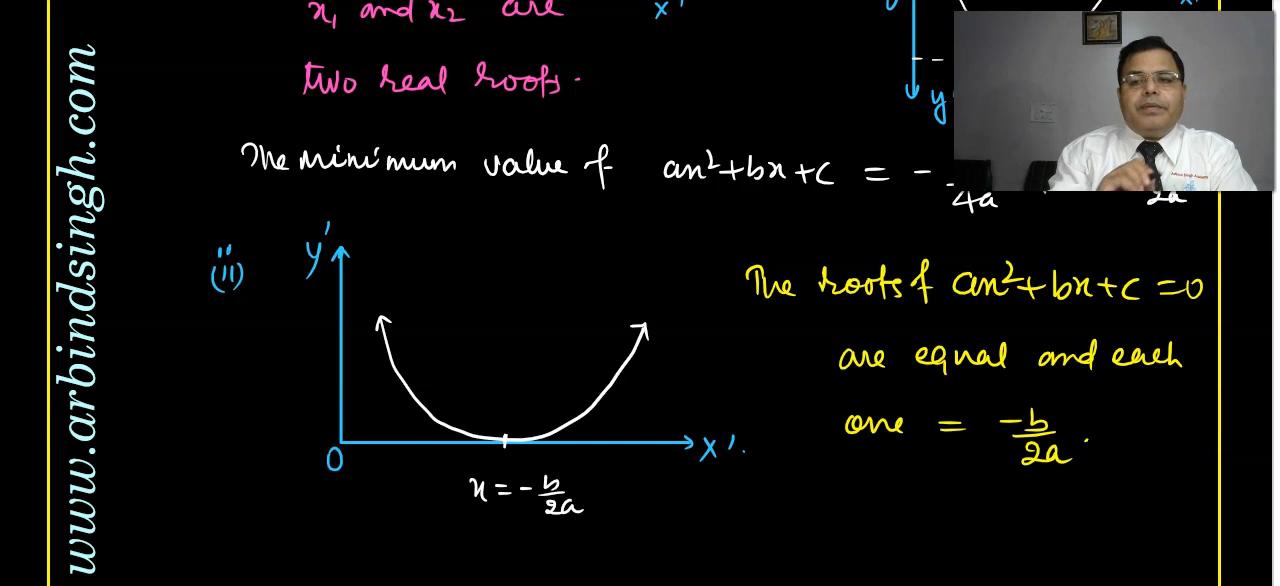 x₁ and x₂ are
x'
two real roots.
y
The minimum value of ax²+bx+c = -
4a
2a
(ii)
y'
The roots of ax²+bx+c=0
are equal and each
one = -b/2a.
0
x'.
x = -b/2a
www.arbindsingh.com